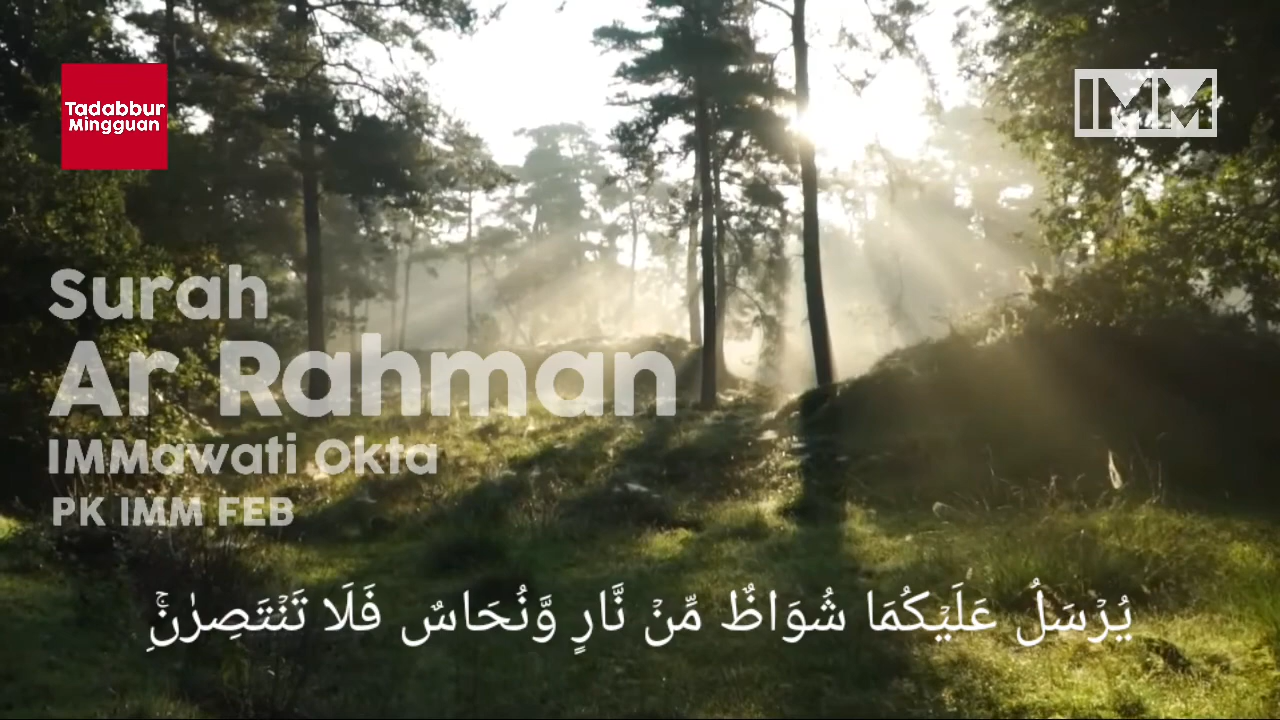 Tadabbur
Mingguan
IMM
Surah
Ar Rahman
IMMawati Okta
PK IMM FEB
يُرْسَلُ عَلَيْكُمَا شُوَاظٌ مِّنْ نَّارٍ وَّنُحَاسٌ فَلَا تَنْتَصِرٰنِۚ